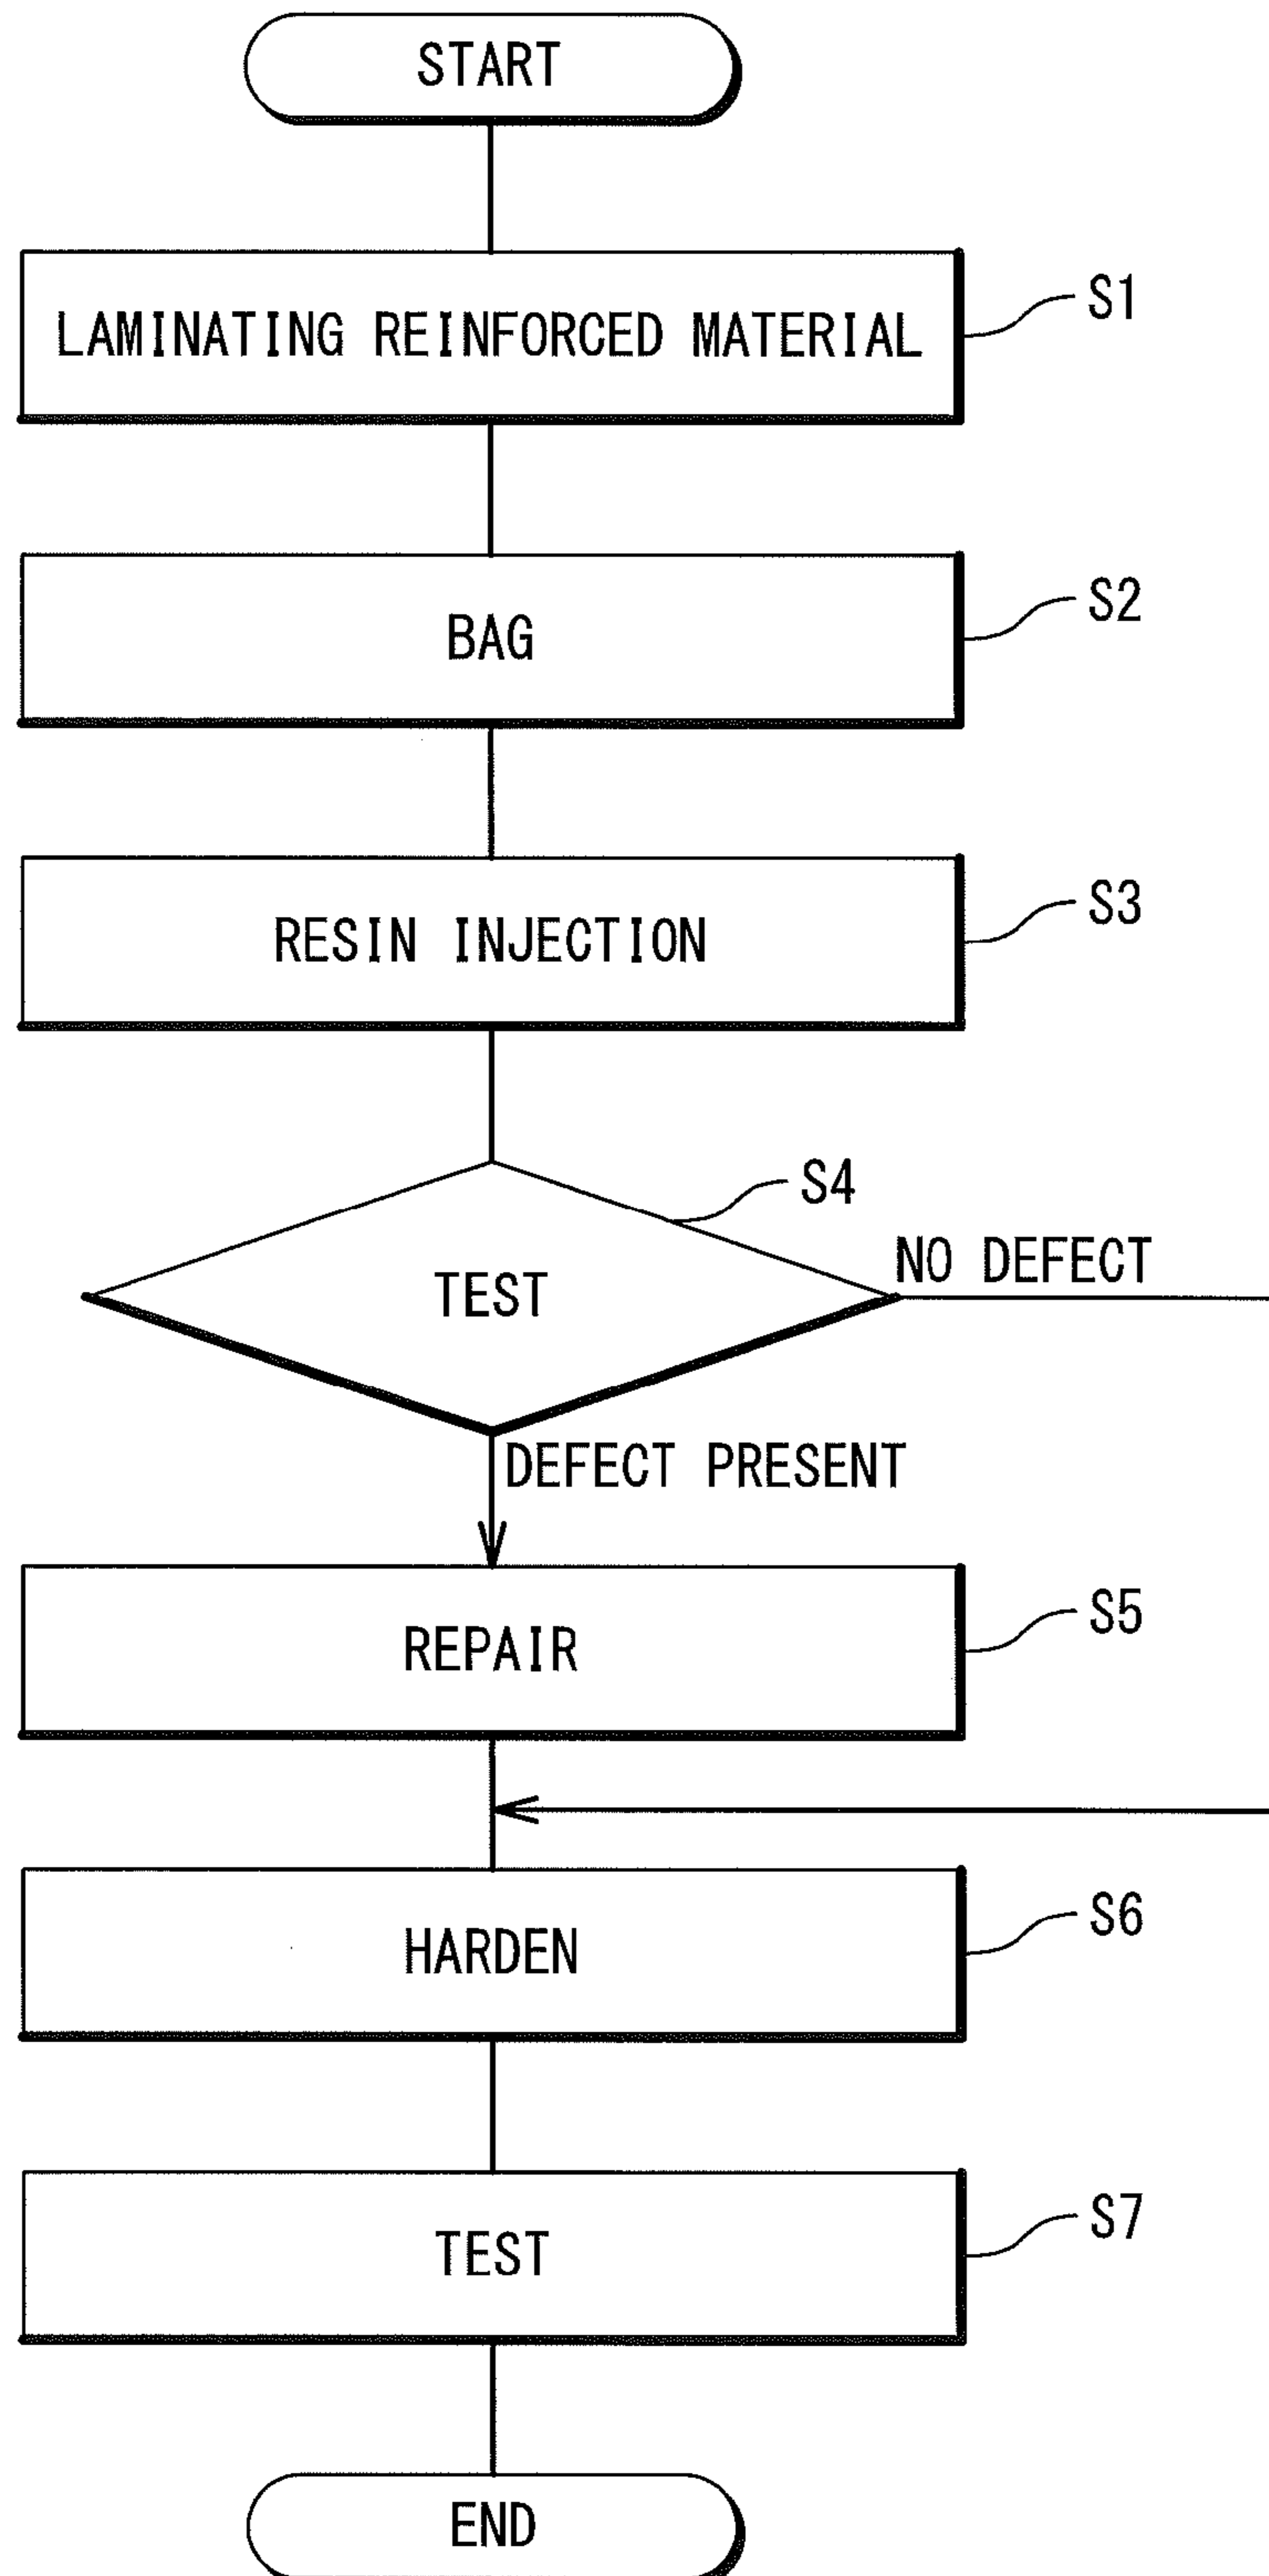 START
LAMINATING REINFORCED MATERIAL
S1
BAG
S2
RESIN INJECTION
S3
S4
TEST
NO DEFECT
DEFECT PRESENT
REPAIR
S5
HARDEN
S6
TEST
S7
END